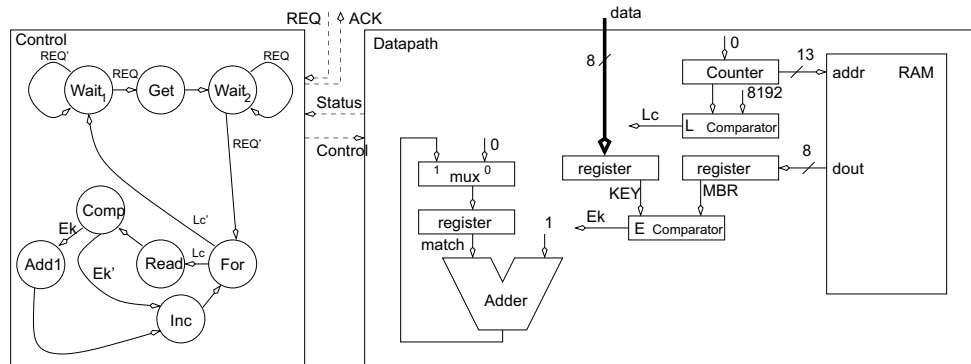 REQ
ACK
data
Control
Datapath
REQ'
REQ
REQ
Wait1
Get
Wait2
REQ'
Status
Control
8
0
Counter
13
addr
RAM
8192
Lc
L Comparator
0
1 mux 0
register
register
8
dout
KEY
MBR
register
Ek
E Comparator
match
1
Adder
Comp
Lc'
Ek
Lc
Add1
Read
For
Ek'
Inc